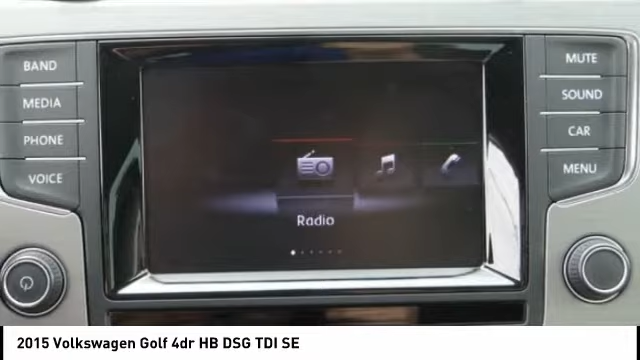 BAND
MEDIA
PHONE
VOICE
Radio
MUTE
SOUND
CAR
MENU
2015 Volkswagen Golf 4dr HB DSG TDI SE